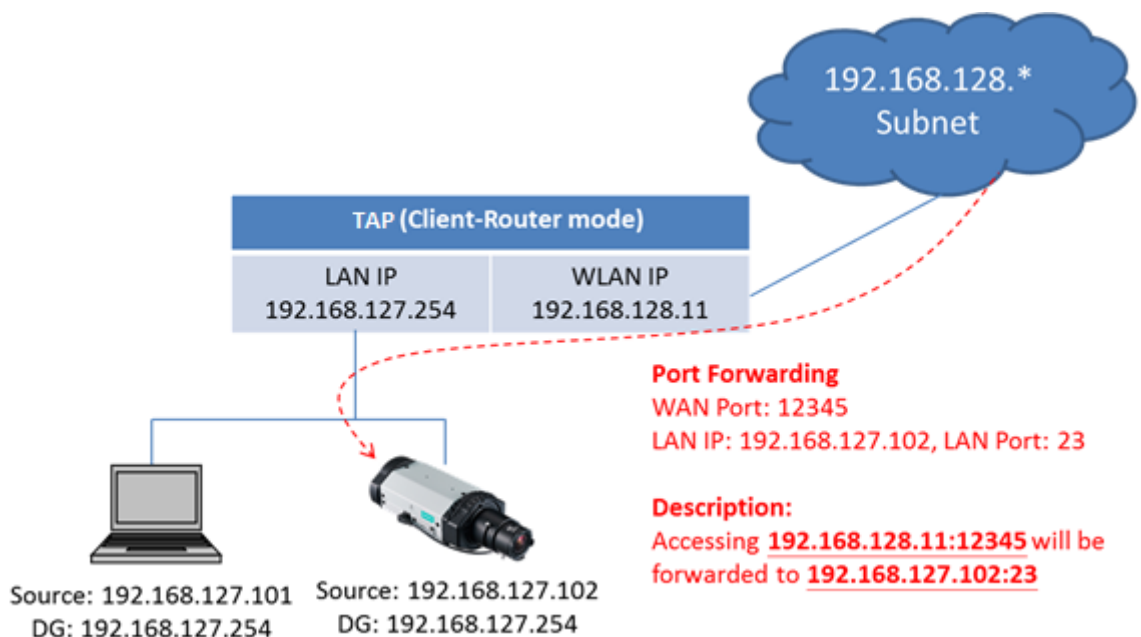 192.168.128.*
Subnet
TAP (Client-Router mode)
LAN IP
192.168.127.254
WLAN IP
192.168.128.11
Port Forwarding
WAN Port: 12345
LAN IP: 192.168.127.102, LAN Port: 23
Description:
Accessing 192.168.128.11:12345 will be
forwarded to 192.168.127.102:23
Source: 192.168.127.101
DG: 192.168.127.254
Source: 192.168.127.102
DG: 192.168.127.254